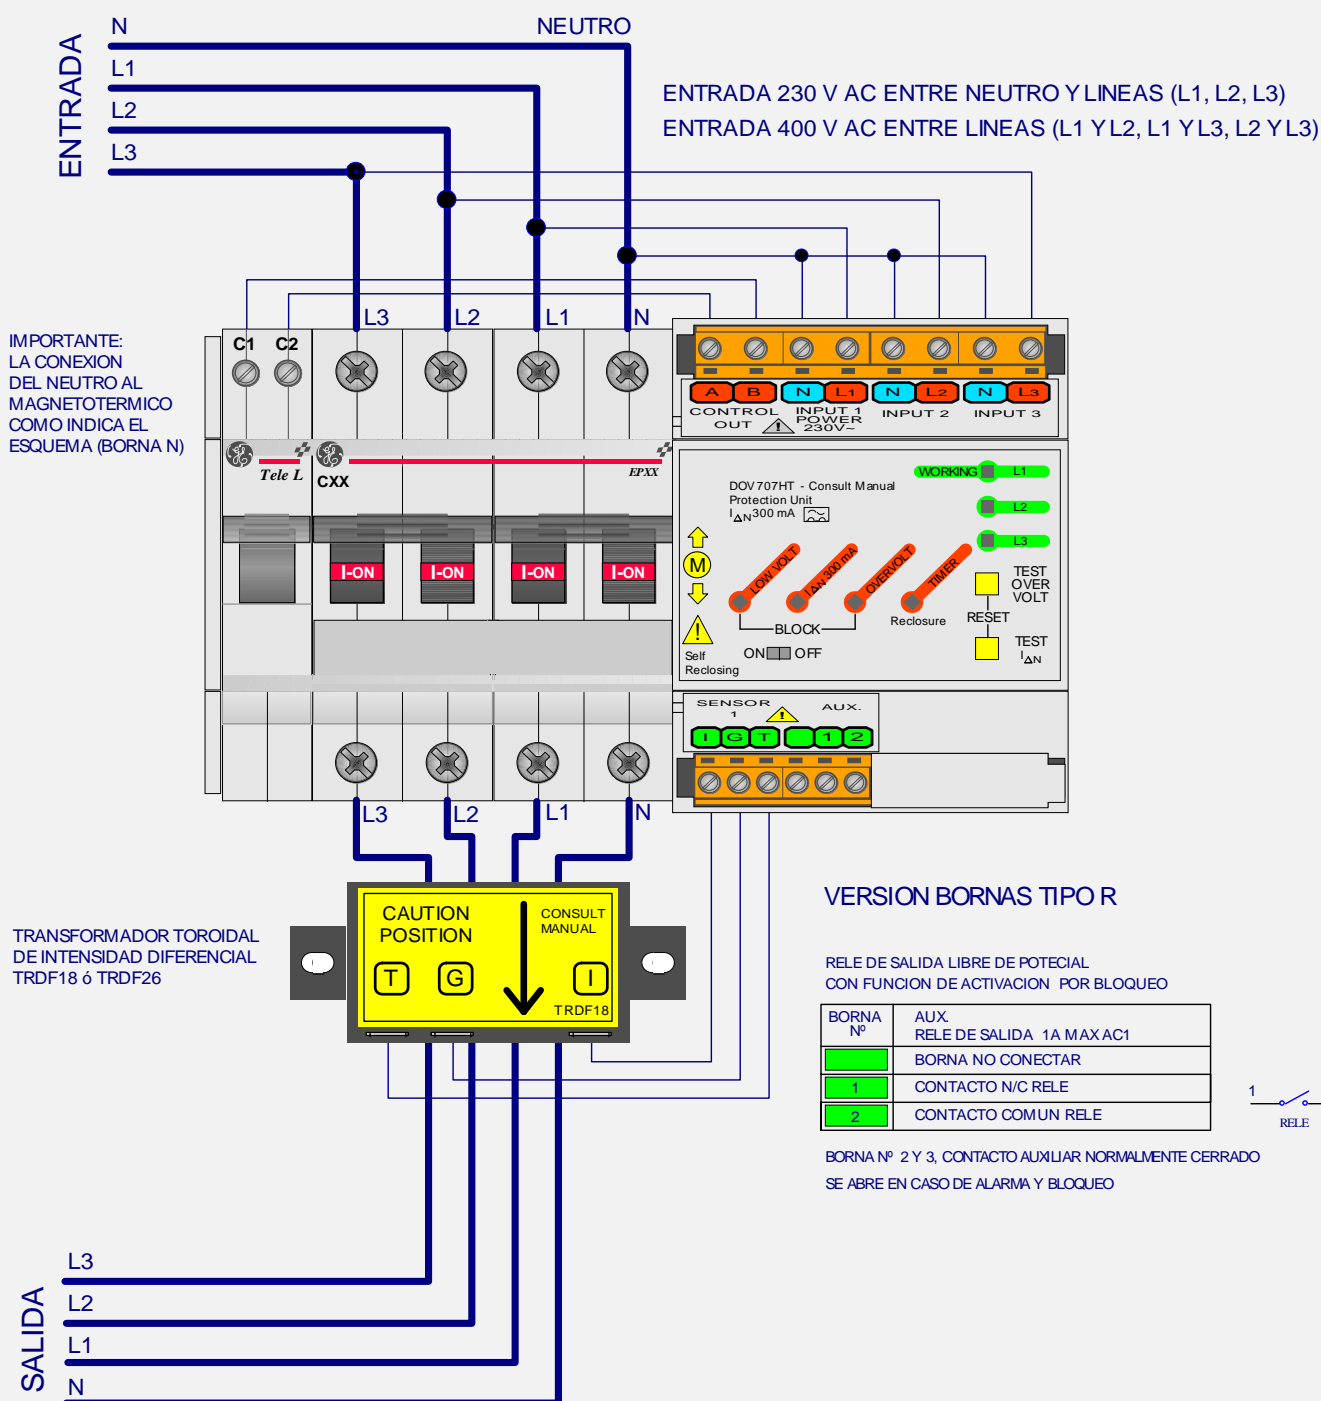 N
NEUTRO
ENTRADA
L1
L2
L3
ENTRADA 230 V AC ENTRE NEUTRO Y LINEAS (L1, L2, L3)
ENTRADA 400 V AC ENTRE LINEAS (L1 Y L2, L1 Y L3, L2 Y L3)
L3 L2 L1 N
IMPORTANTE:
LA CONEXION
DEL NEUTRO AL
MAGNETOTERMICO
COMO INDICA EL
ESQUEMA (BORNA N)
C1 C2
A B N L1 N L2 N L3
CONTROL OUT
INPUT 1 POWER 230V~
INPUT 2
INPUT 3
Tele L
CXX
EPXX
I-ON I-ON I-ON I-ON
DOV707HT - Consult Manual
Protection Unit
I∆N 300 mA
WORKING L1
L2
L3
M
LOW VOLT
I∆N 300 mA
OVERVOLT
TIMER
BLOCK
Reclosure
ON OFF
Self
Reclosing
TEST
OVER
VOLT
RESET
TEST
I∆N
SENSOR
1
AUX.
I G T 1 2
L3 L2 L1 N
CAUTION
POSITION
CONSULT
MANUAL
T G I
TRDF18
TRANSFORMADOR TOROIDAL
DE INTENSIDAD DIFERENCIAL
TRDF18 ó TRDF26
VERSION BORNAS TIPO R
RELE DE SALIDA LIBRE DE POTECIAL
CON FUNCION DE ACTIVACION POR BLOQUEO
BORNA
Nº
AUX.
RELE DE SALIDA 1A MAX AC1
BORNA NO CONECTAR
1 CONTACTO N/C RELE
2 CONTACTO COMUN RELE
1
RELE
BORNA Nº 2 Y 3, CONTACTO AUXILIAR NORMALMENTE CERRADO
SE ABRE EN CASO DE ALARMA Y BLOQUEO
SALIDA
L3
L2
L1
N